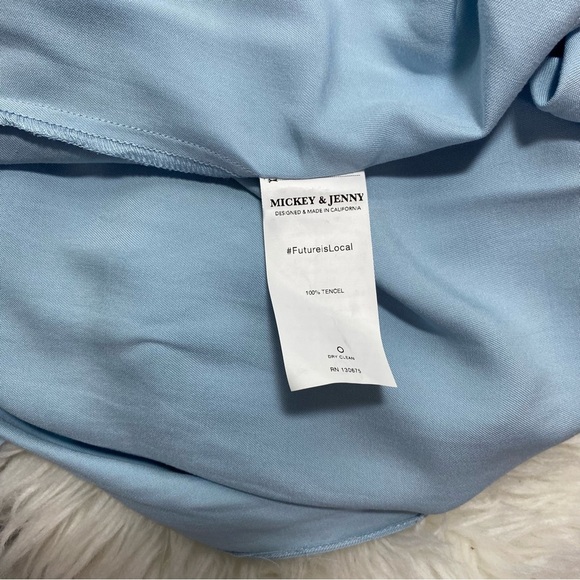 MICKEY & JENNY
DESIGNED & MADE IN CALIFORNIA
#FutureisLocal
100% TENCEL
DRY CLEAN
RN 130675